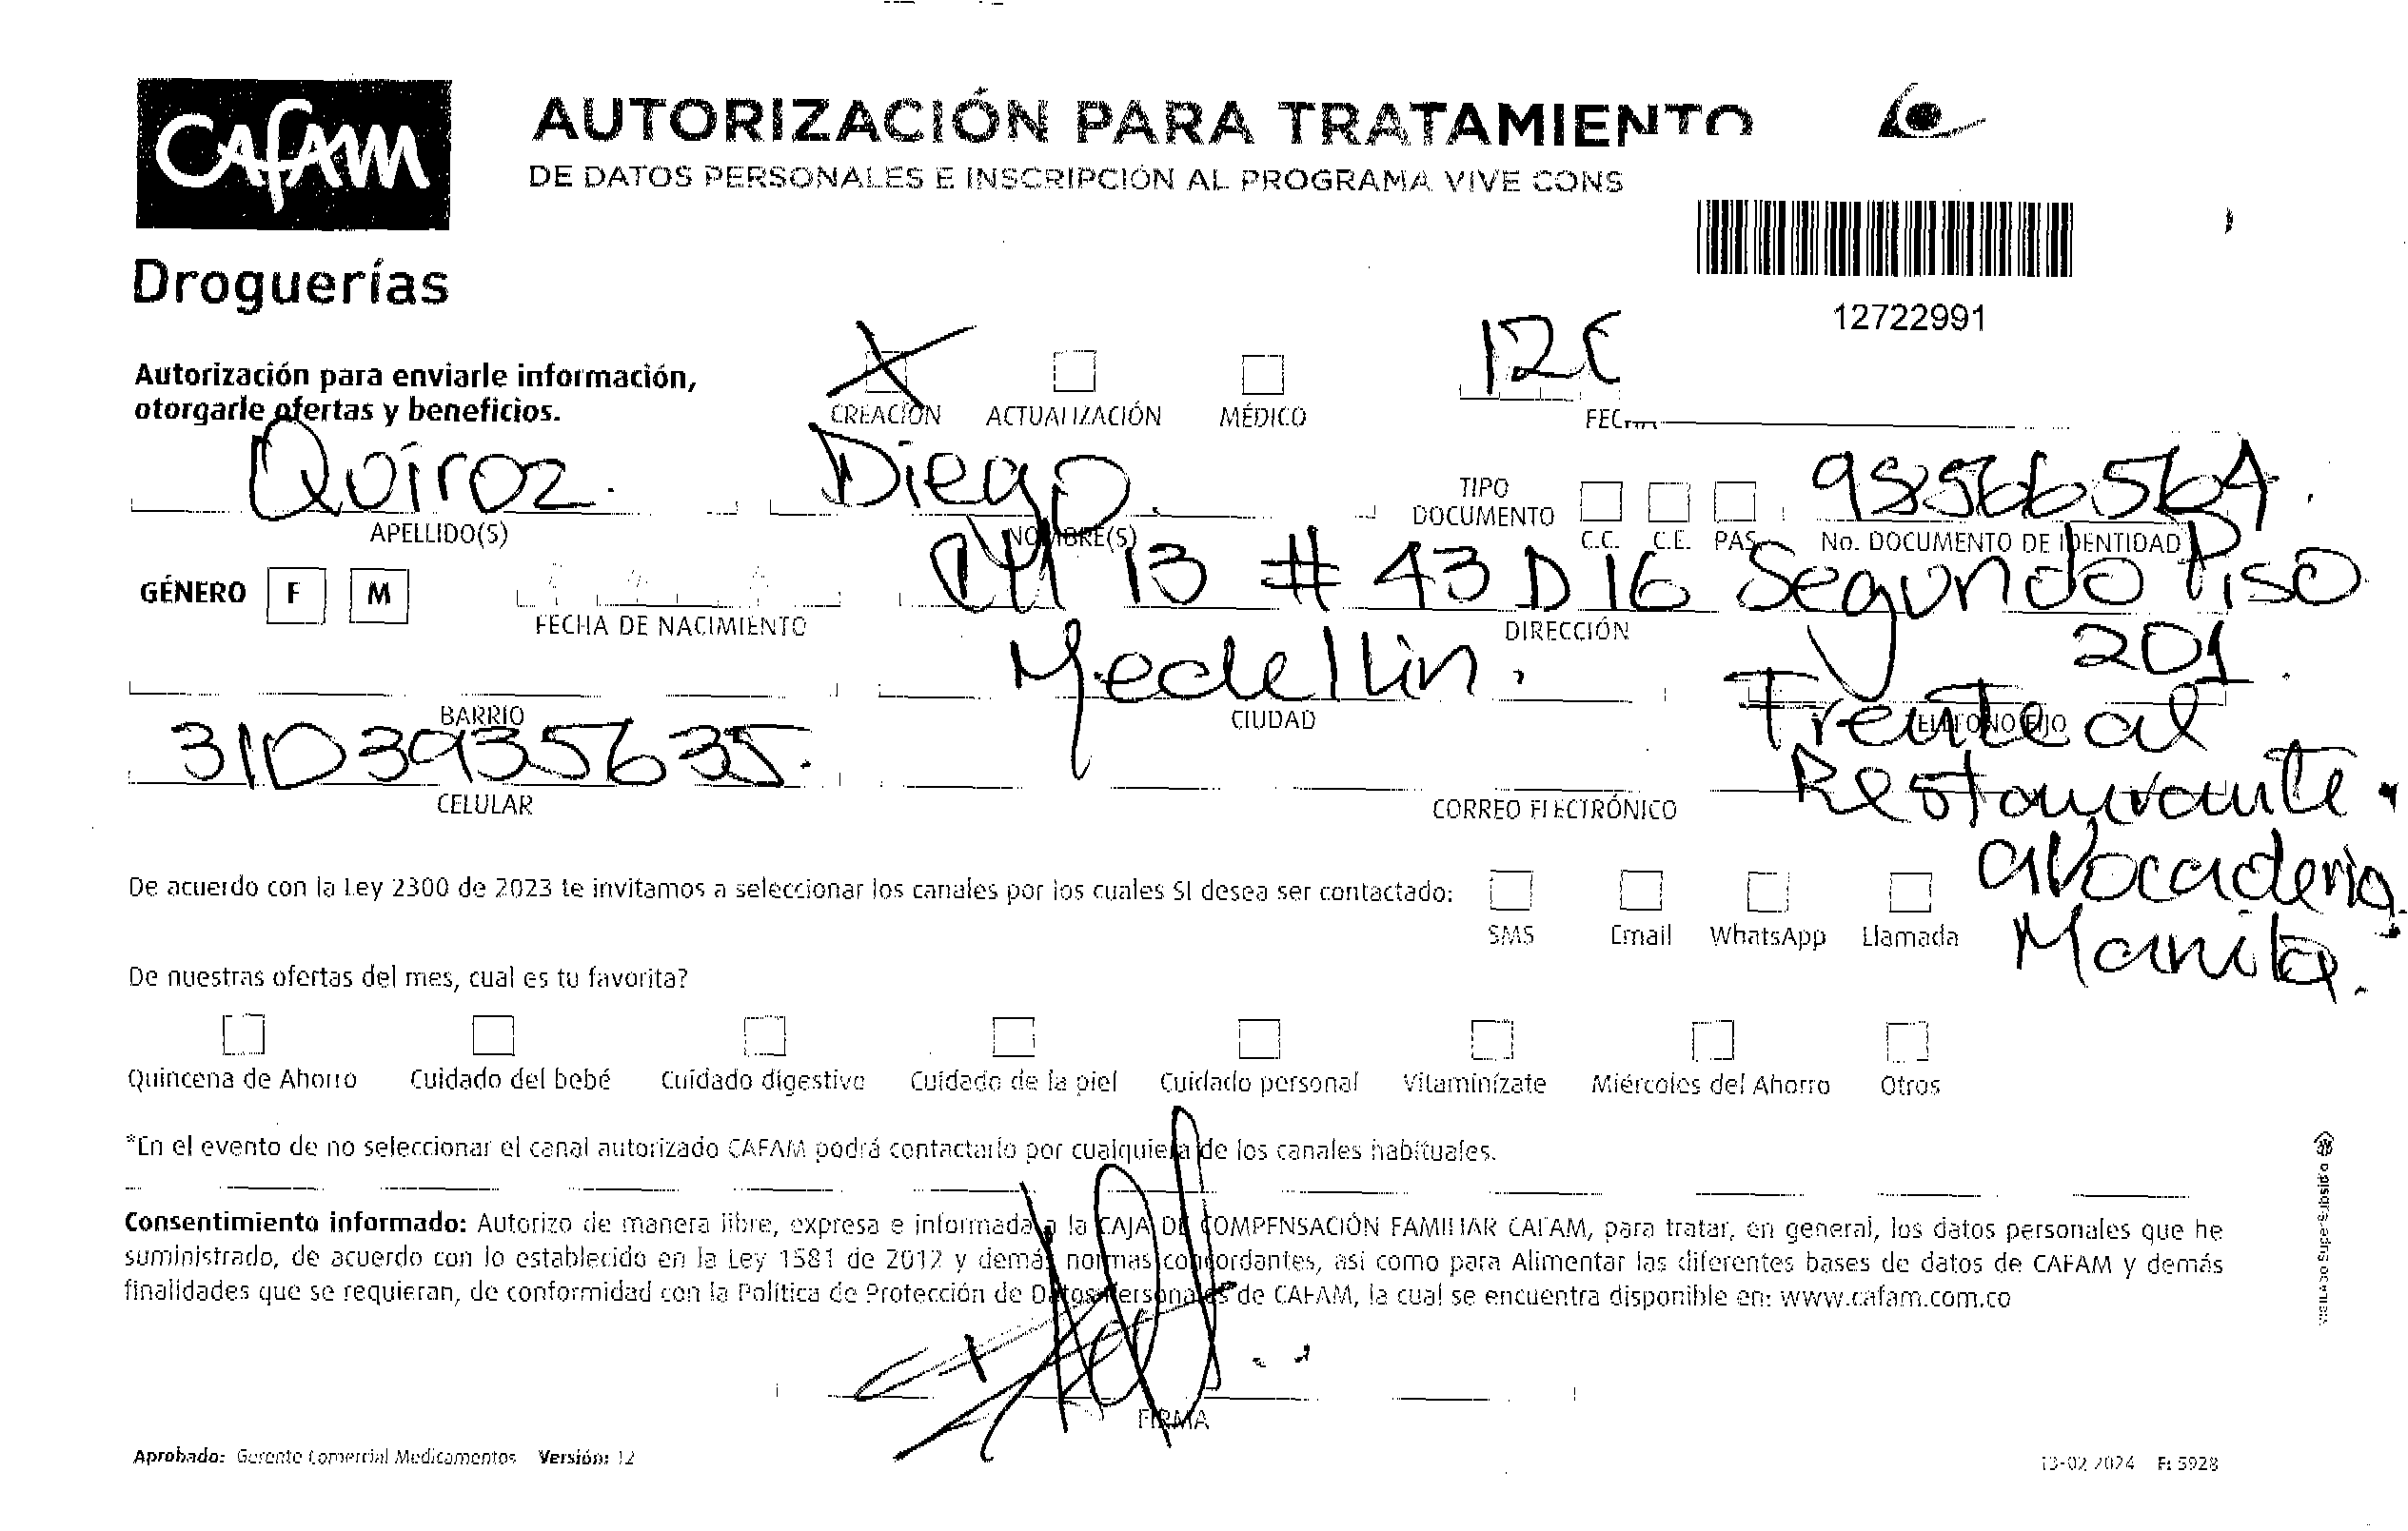 CAFAM
AUTORIZACIÓN PARA TRATAMIENTO
DE DATOS PERSONALES E INSCRIPCIÓN AL PROGRAMA VIVE CONS
Droguerías
12722991
Autorización para enviarle información,
otorgarle ofertas y beneficios.
CREACIÓN ACTUALIZACIÓN MÉDICO
12
FEC
Quiroz. Diego.
APELLIDO(S) NOMBRE(S)
TIPO
DOCUMENTO
C.C. C.E. PAS.
98566564.
No. DOCUMENTO DE IDENTIDAD
GÉNERO F M
A A A
FECHA DE NACIMIENTO
13 # 43 D 16 Segundo Piso
DIRECCIÓN
201.
BARRIO
Medellin.
CIUDAD
Frente al
TELÉFONO FIJO
3103935635.
CELULAR
CORREO ELECTRÓNICO
Restaurante
avocaderia.
Manila.
De acuerdo con la Ley 2300 de 2023 te invitamos a seleccionar los canales por los cuales SI desea ser contactado:
SMS Email WhatsApp Llamada
De nuestras ofertas del mes, cual es tu favorita?
Quincena de Ahorro Cuidado del bebé Cuidado digestivo Cuidado de la piel Cuidado personal Vitaminízate Miércoles del Ahorro Otros
*En el evento de no seleccionar el canal autorizado CAFAM podrá contactarlo por cualquiera de los canales habituales.
Consentimiento informado: Autorizo de manera libre, expresa e informada a la CAJA DE COMPENSACIÓN FAMILIAR CAFAM, para tratar, en general, los datos personales que he
suministrado, de acuerdo con lo establecido en la Ley 1581 de 2012 y demás normas concordantes, así como para Alimentar las diferentes bases de datos de CAFAM y demás
finalidades que se requieran, de conformidad con la Política de Protección de Datos Personales de CAFAM, la cual se encuentra disponible en: www.cafam.com.co
FIRMA
Aprobado: Gerente Comercial Medicamentos Versión: 12
13-02 2024 F: 5928
VIGILADO SuperSubsidio